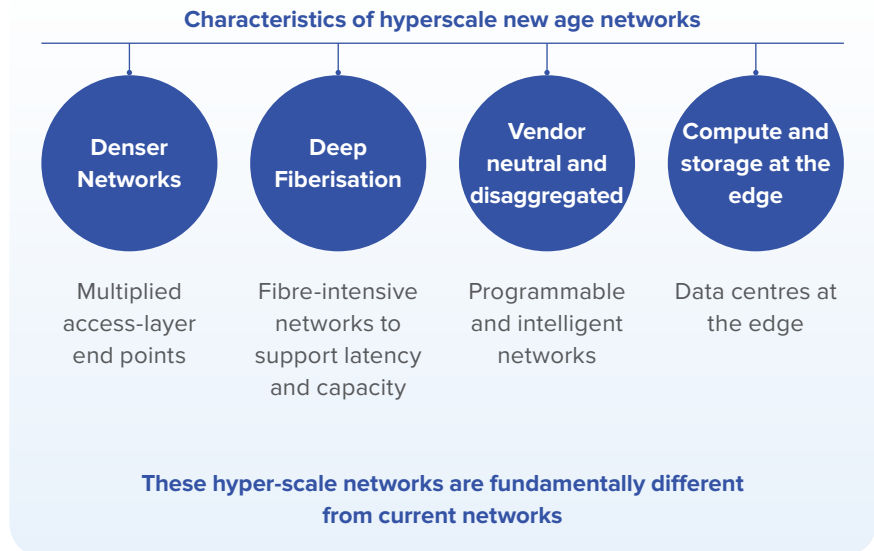 Characteristics of hyperscale new age networks
Denser
Networks
Multiplied
access-layer
end points
Deep
Fiberisation
Fibre-intensive
networks to
support latency
and capacity
Vendor
neutral and
disaggregated
Programmable
and intelligent
networks
Compute and
storage at the
edge
Data centres at
the edge
These hyper-scale networks are fundamentally different
from current networks